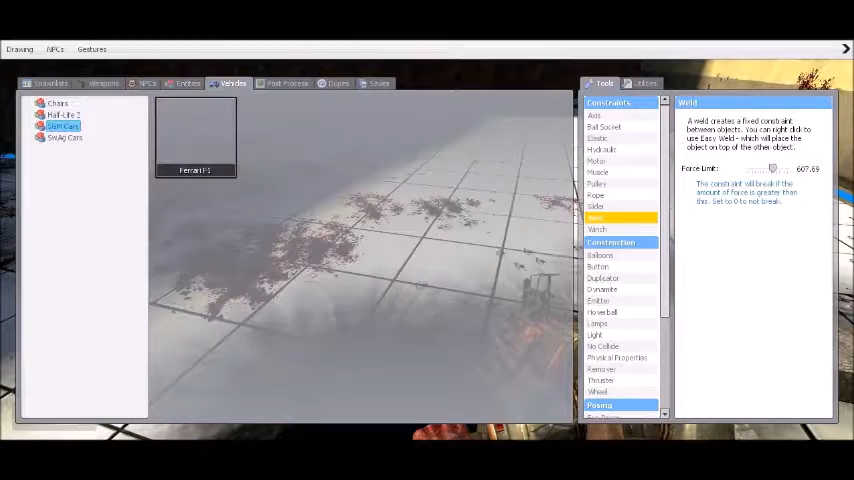 Drawing NPCs Gestures
Spawnlists Weapons NPCs Entities Vehicles Post Process Dupes Saves
Tools Utilities
Chairs
Half-Life 2
SGM Cars
SwAg Cars
Ferrari F1
Constraints
Axis
Ball Socket
Elastic
Hydraulic
Motor
Muscle
Pulley
Rope
Slider
Weld
Winch
Construction
Balloons
Button
Duplicator
Dynamite
Emitter
Hoverball
Lamps
Light
No Collide
Physical Properties
Remover
Thruster
Wheel
Posing
Weld
A weld creates a fixed constraint
between objects. You can right click to
use Easy Weld - which will place the
object on top of the other object.
Force Limit: 607.69
The constraint will break if the
amount of force is greater than
this. Set to 0 to not break.